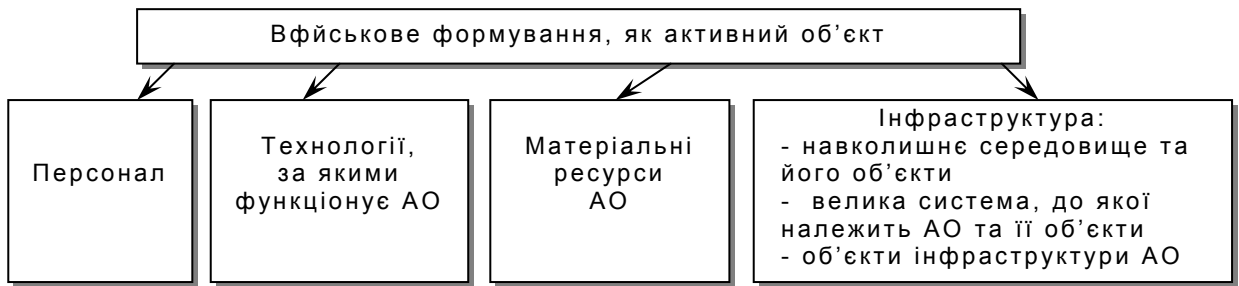 Вфйськове формування, як активний об’єкт
Персонал
Технології,
за якими
функціонує АО
Матеріальні
ресурси
АО
Інфраструктура:
- навколишнє середовище та
його об’єкти
- велика система, до якої
належить АО та її об’єкти
- об’єкти інфраструктури АО